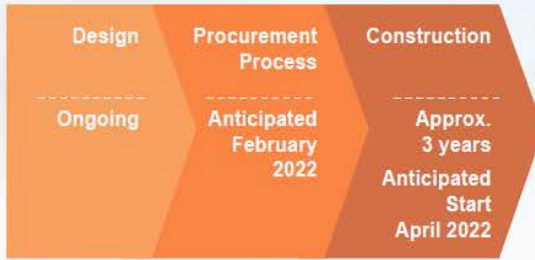 Design
Ongoing
Procurement
Process
Anticipated
February
2022
Construction
Approx.
3 years
Anticipated
Start
April 2022